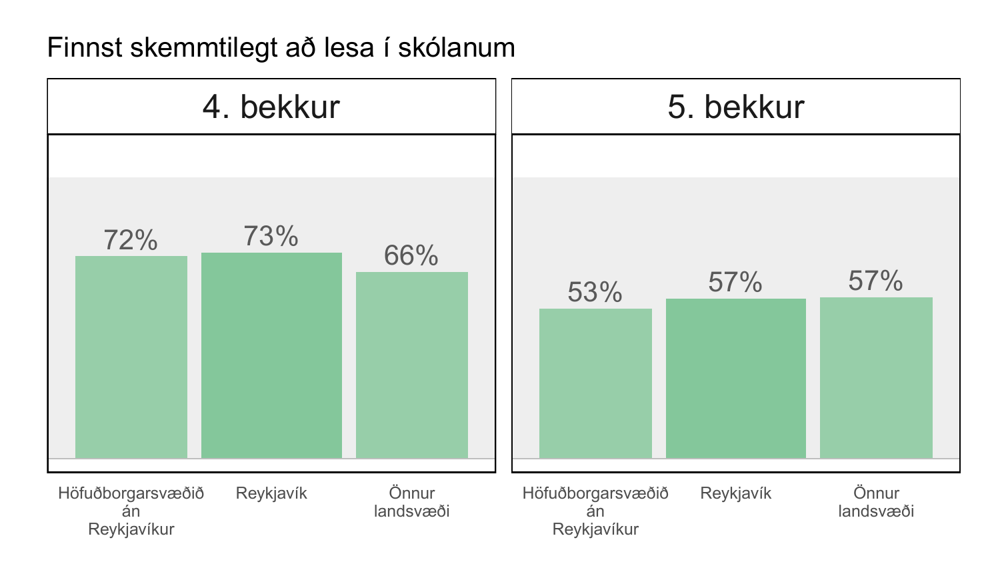 Finnst skemmtilegt að lesa í skólanum
4. bekkur
72%
73%
66%
Höfuðborgarsvæðið
án
Reykjavíkur
Reykjavík
Önnur
landsvæði
5. bekkur
53%
57%
57%
Höfuðborgarsvæðið
án
Reykjavíkur
Reykjavík
Önnur
landsvæði